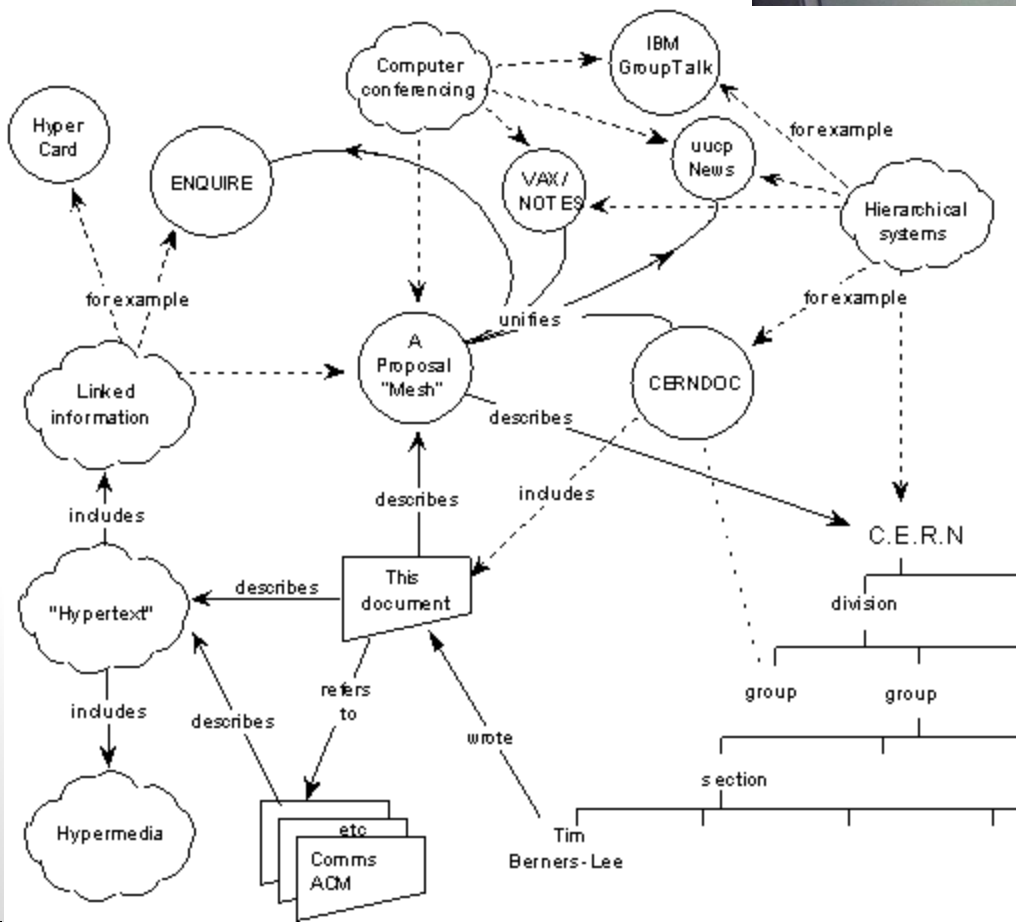 IBM
GroupTalk
Computer
conferencing
Hyper
Card
uucp
News
for example
ENQUIRE
VAX/
NOTES
Hierarchical
systems
for example
for example
unifies
A
Proposal
"Mesh"
CERNDOC
Linked
information
describes
includes
describes
includes
C.E.R.N
This
document
describes
"Hypertext"
division
refers
to
group
group
includes
describes
wrote
section
Hypermedia
etc
Comms
ACM
Tim
Berners-Lee